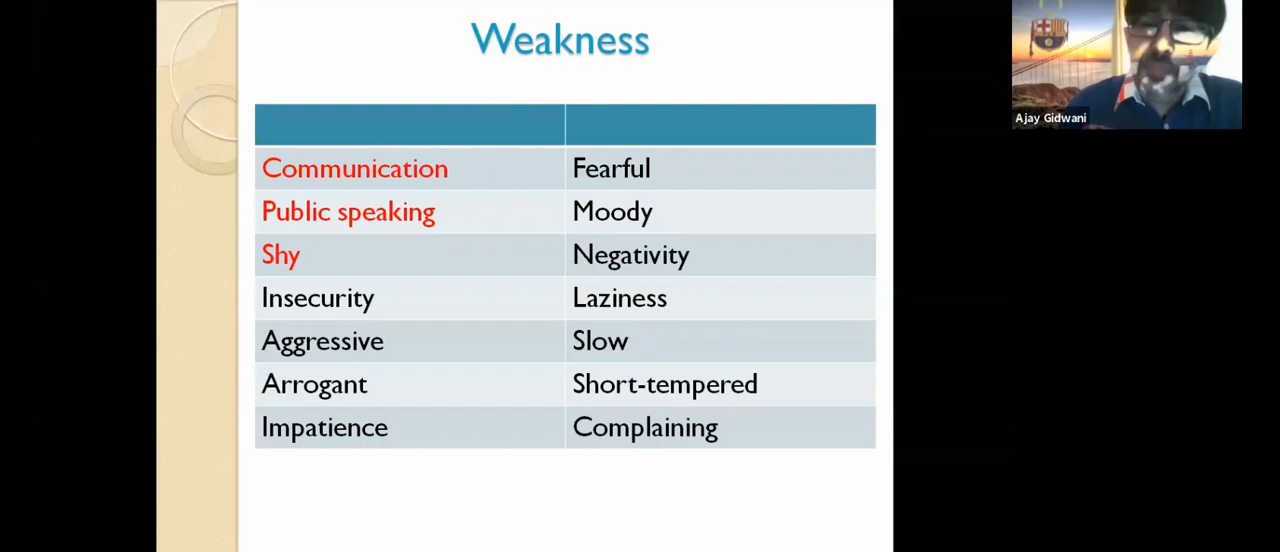 Weakness
Ajay Gidwani
Communication Fearful
Public speaking Moody
Shy Negativity
Insecurity Laziness
Aggressive Slow
Arrogant Short-tempered
Impatience Complaining